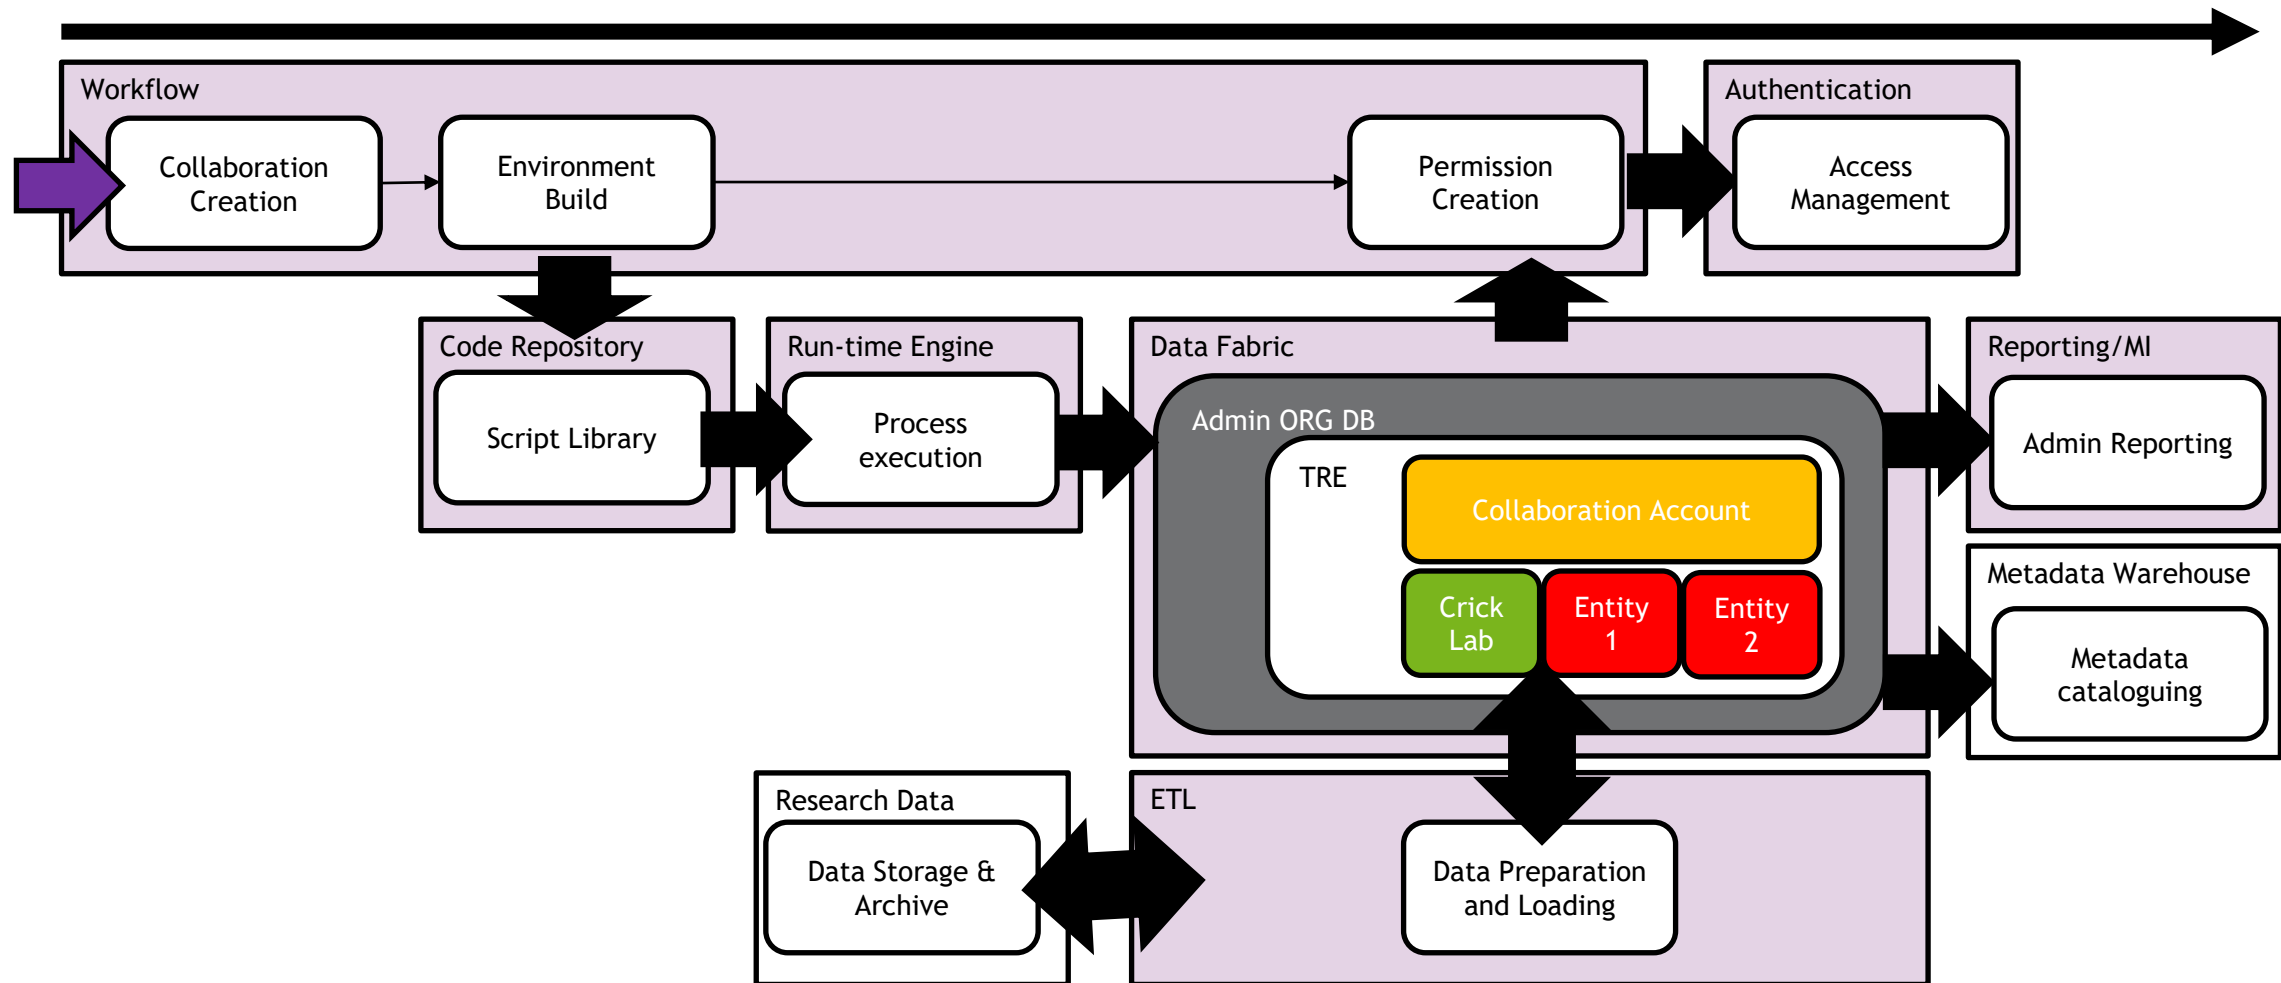 Workflow
Collaboration
Creation
Environment
Build
Permission
Creation
Authentication
Access
Management
Code Repository
Script Library
Run-time Engine
Process
execution
Data Fabric
Admin ORG DB
TRE
Collaboration Account
Crick
Lab
Entity
1
Entity
2
Reporting/MI
Admin Reporting
Metadata Warehouse
Metadata
cataloguing
Research Data
Data Storage &
Archive
ETL
Data Preparation
and Loading